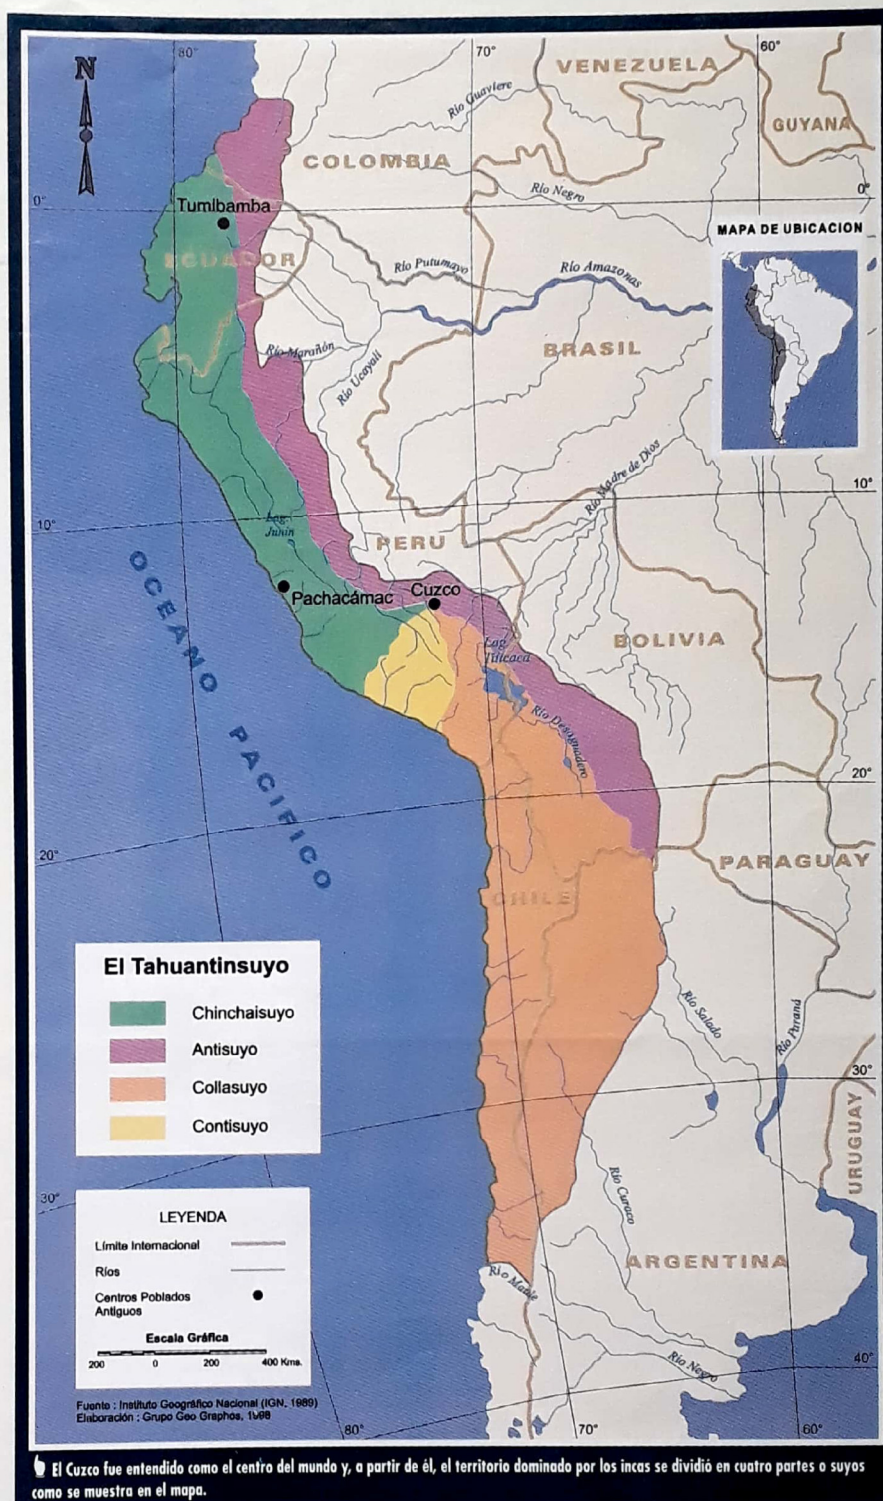 80°
70°
60°
N
VENEZUELA
Río Guaviere
GUYANA
COLOMBIA
Río Negro
0°
0°
Tumibamba
MAPA DE UBICACION
ECUADOR
Río Putumayo
Río Amazonas
Río Marañón
BRASIL
Río Ucayali
Río Madre de Dios
10°
10°
Lag.
Junín
PERU
Pachacámac
Cuzco
OCEÁNO PACIFICO
BOLIVIA
Lag.
Titicaca
Río Desaguadero
20°
20°
PARAGUAY
CHILE
El Tahuantinsuyo
Chinchaisuyo
Antisuyo
Collasuyo
Contisuyo
Río Salado
Río Paraná
30°
URUGUAY
30°
LEYENDA
Límite Internacional
Ríos
Centros Poblados
Antiguos
Escala Gráfica
200 0 200 400 Kms.
Río Curaco
ARGENTINA
Río Maule
Río Negro
40°
Fuente : Instituto Geográfico Nacional (IGN, 1989)
Elaboración : Grupo Geo Graphos, 1998
80°
70°
60°
El Cuzco fue entendido como el centro del mundo y, a partir de él, el territorio dominado por los incas se dividió en cuatro partes o suyos
como se muestra en el mapa.